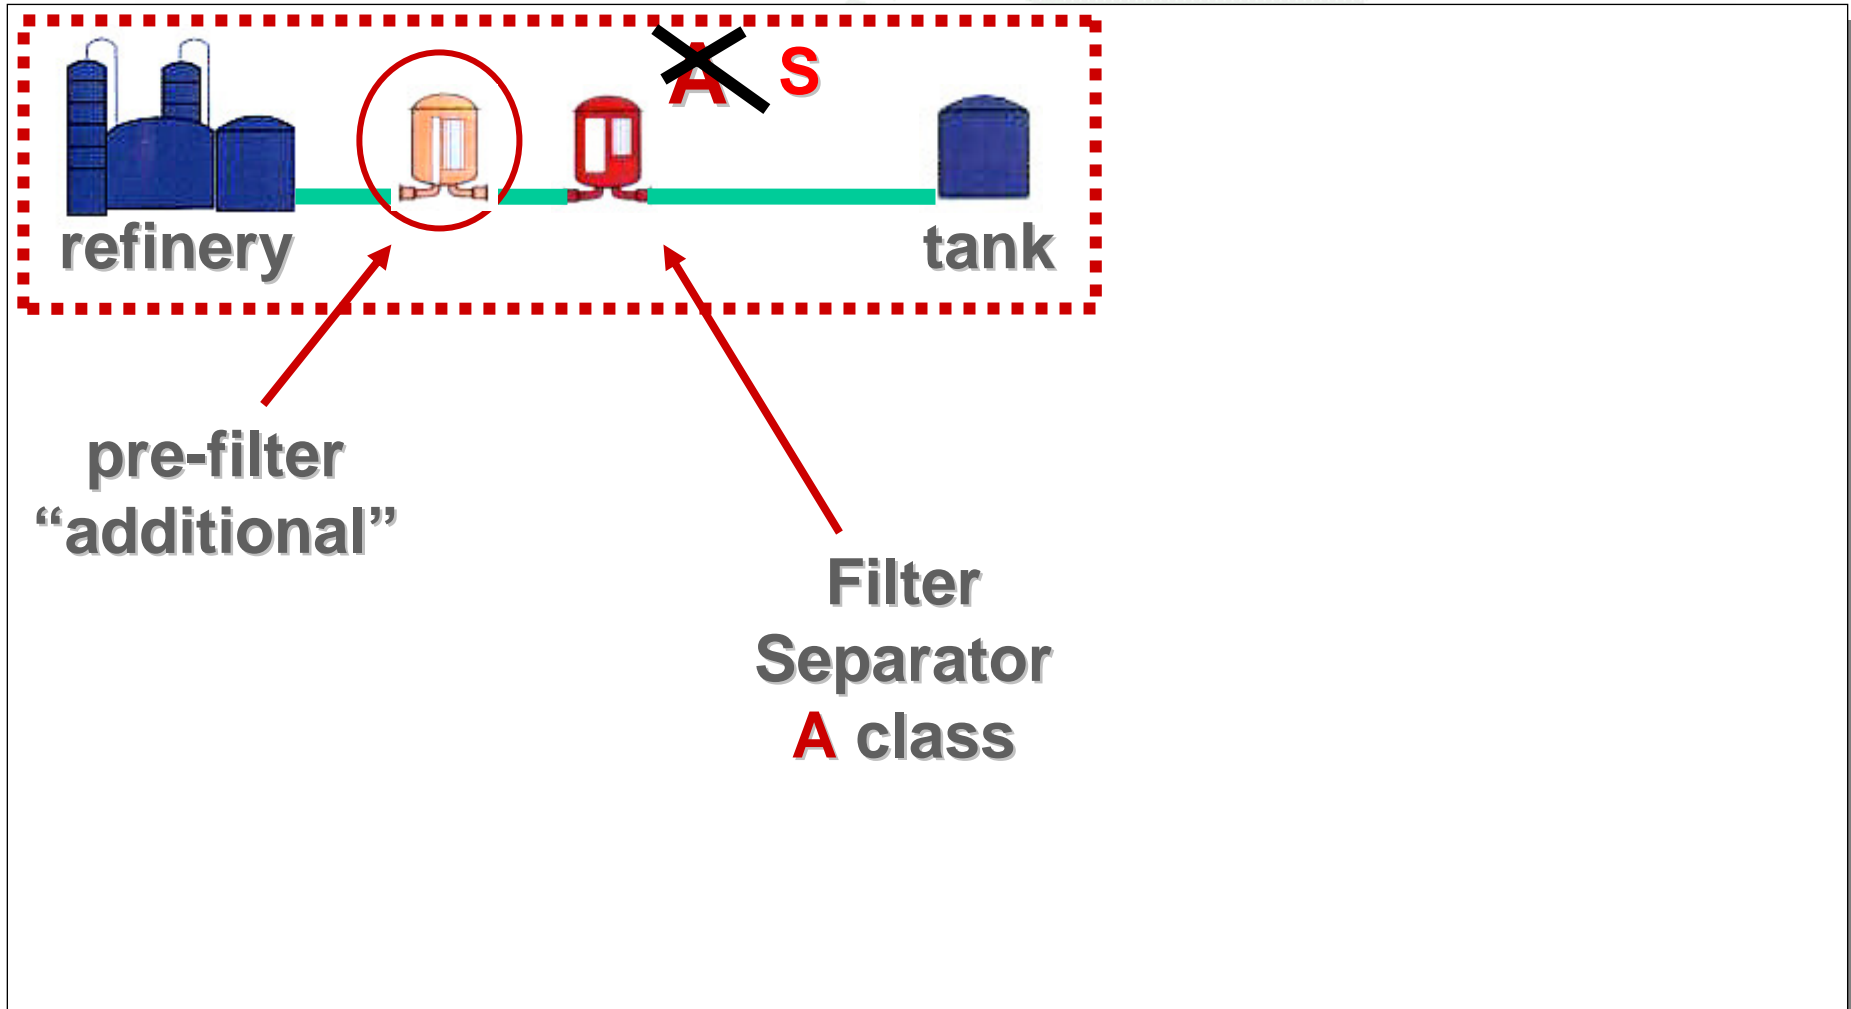 A S
refinery
tank
pre-filter
“additional”
Filter
Separator
A class